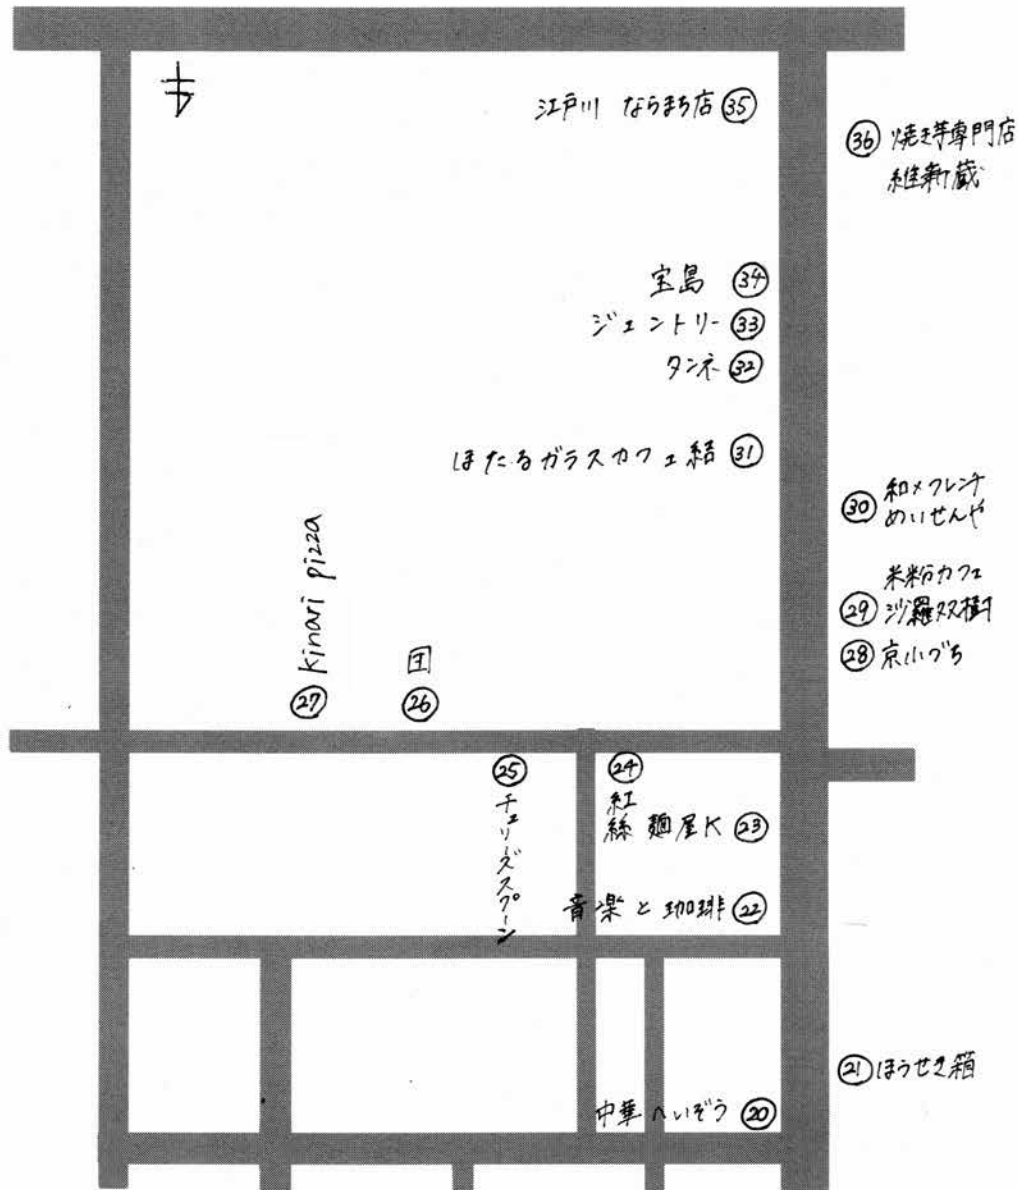 江戸川 ならまち店 ㉟
㊱ 焼き芋専門店
維新蔵
宝島 ㉞
ジェントリー ㉝
タンネ ㉜
ほたるガラスカフェ結 ㉛
㉚ 和×フレンチ
めいせんや
米粉カフェ
㉙ 沙羅双樹
㉘ 京小づち
kinari pizza
㉗
㉖
㉕
チェリーズスプーン
㉔
紅
絲
麺屋K ㉓
音楽と珈琲 ㉒
㉑ ほうせき箱
中華へいぞう ⑳